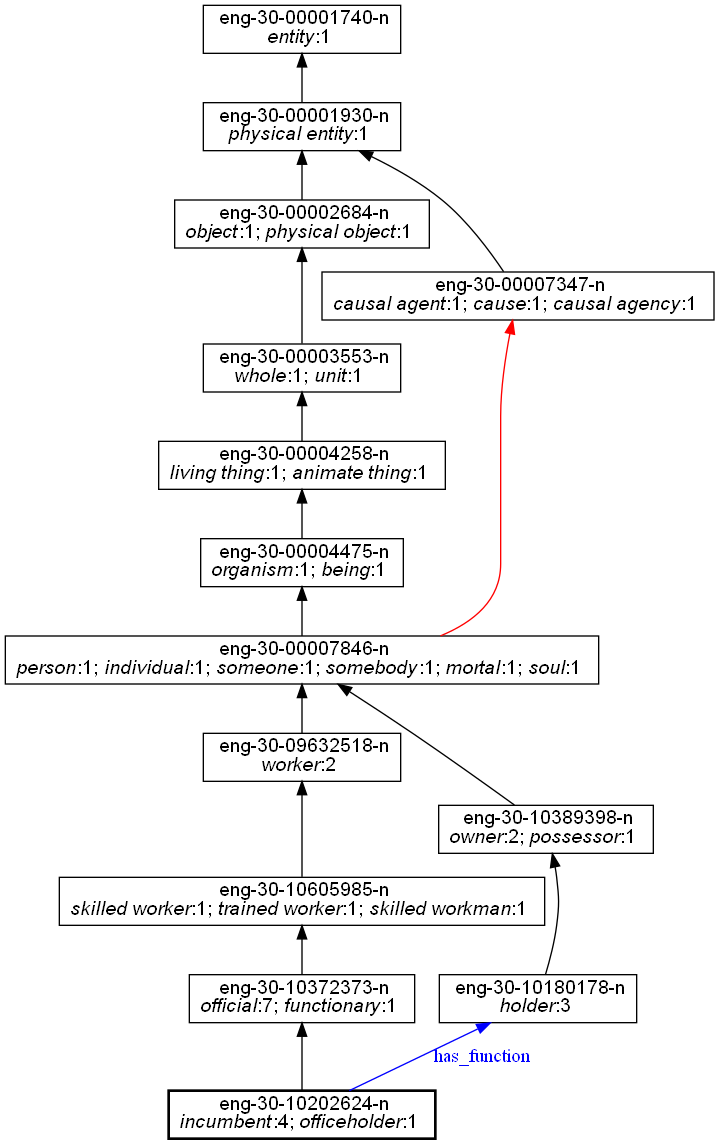 eng-30-00001740-n
entity:1
eng-30-00001930-n
physical entity:1
eng-30-00002684-n
object:1; physical object:1
eng-30-00007347-n
causal agent:1; cause:1; causal agency:1
eng-30-00003553-n
whole:1; unit:1
eng-30-00004258-n
living thing:1; animate thing:1
eng-30-00004475-n
organism:1; being:1
eng-30-00007846-n
person:1; individual:1; someone:1; somebody:1; mortal:1; soul:1
eng-30-09632518-n
worker:2
eng-30-10389398-n
owner:2; possessor:1
eng-30-10605985-n
skilled worker:1; trained worker:1; skilled workman:1
eng-30-10372373-n
official:7; functionary:1
eng-30-10180178-n
holder:3
has_function
eng-30-10202624-n
incumbent:4; officeholder:1